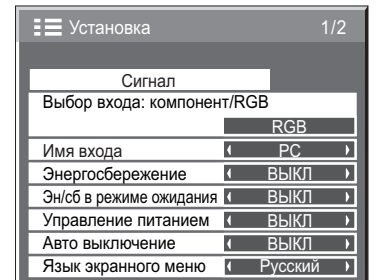 Установка 1/2
Сигнал
Выбор входа: компонент/RGB
RGB
Имя входа PC
Энергосбережение ВЫКЛ
Эн/сб в режиме ожидания ВЫКЛ
Управление питанием ВЫКЛ
Авто выключение ВЫКЛ
Язык экранного меню Русский